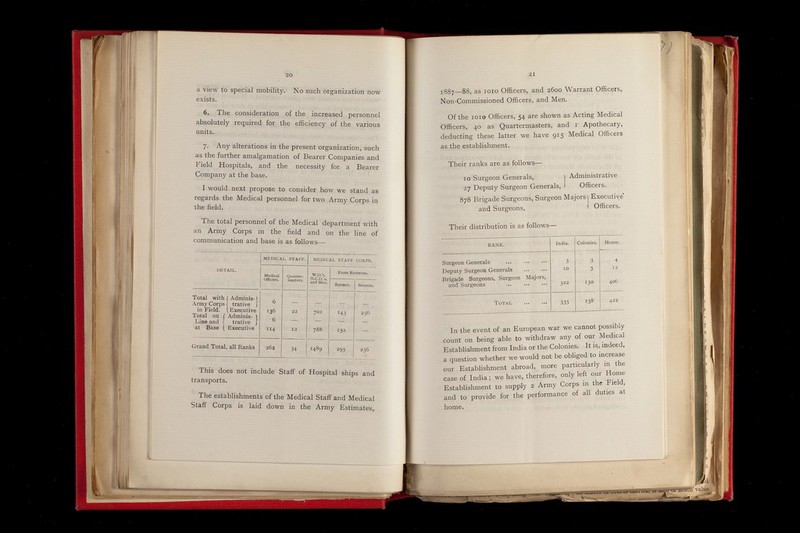 20
a view to special mobility. No such organization now
exists.
6. The consideration of the increased personnel
absolutely required for the efficiency of the various
units.
7. Any alterations in the present organization, such
as the further amalgamation of Bearer Companies and
Field Hospitals, and the necessity for a Bearer
Company at the base.
I would next propose to consider how we stand as
regards the Medical personnel for two Army Corps in
the field.
The total personnel of the Medical department with
an Army Corps in the field and on the line of
communication and base is as follows—
MEDICAL STAFF. MEDICAL STAFF CORPS.
DETAIL. Medical Officers. Quarter-masters. W.O.'s, N.C.O.'s, and Men. From Reserves.
Total with Army Corps in Field. { Administrative 6 — — — —
Executive 136 22 701 143 236
Total on Line and at Base { Administrative 6 — — — —
Executive 114 12 788 152 —
Grand Total, all Ranks 262 34 1489 295 236
This does not include Staff of Hospital ships and
transports.
The establishments of the Medical Staff and Medical
Staff Corps is laid down in the Army Estimates,
21
1887—88, as 1010 Officers, and 2600 Warrant Officers,
Non-Commissioned Officers, and Men.
Of the 1010 Officers, 54 are shown as Acting Medical
Officers, 40 as Quartermasters, and 1 Apothecary,
deducting these latter we have 915 Medical Officers
as the establishment.
Their ranks are as follows—
10 Surgeon Generals, } Administrative
27 Deputy Surgeon Generals, } Officers.
878 Brigade Surgeons, Surgeon Majors } Executive
and Surgeons, } Officers.
Their distribution is as follows—
RANK. India. Colonies. Home.
Surgeon Generals ... ... ... 3 3 4
Deputy Surgeon Generals ... ... 10 3 12
Brigade Surgeons, Surgeon Majors,
and Surgeons ... ... ... 322 132 406
TOTAL ... ... 335 138 422
In the event of an European war we cannot possibly
count on being able to withdraw any of our Medical
Establishment from India or the Colonies. It is, indeed,
a question whether we would not be obliged to increase
our Establishment abroad, more particularly in the
case of India; we have, therefore, only left our Home
Establishment to supply 2 Army Corps in the Field,
and to provide for the performance of all duties at
home.